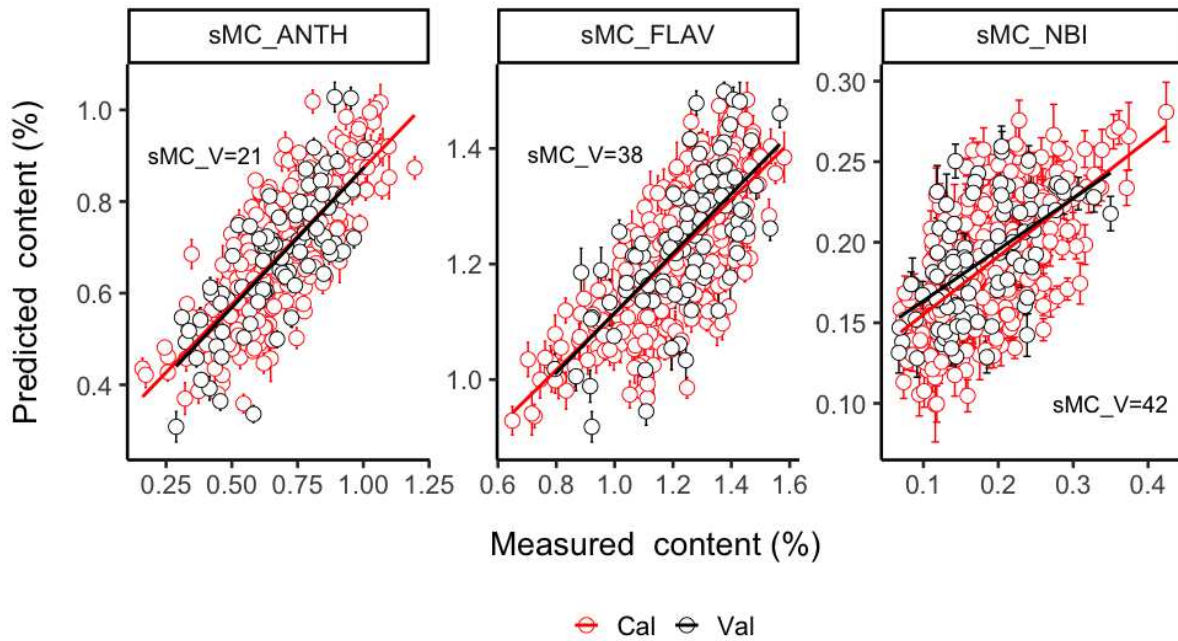 sMC_ANTH
sMC_FLAV
sMC_NBI
Predicted content (%)
1.0
0.8
0.6
0.4
sMC_V=21
0.25 0.50 0.75 1.00 1.25
1.4
1.2
1.0
sMC_V=38
0.6 0.8 1.0 1.2 1.4 1.6
0.30
0.25
0.20
0.15
0.10
sMC_V=42
0.1 0.2 0.3 0.4
Measured content (%)
Cal Val